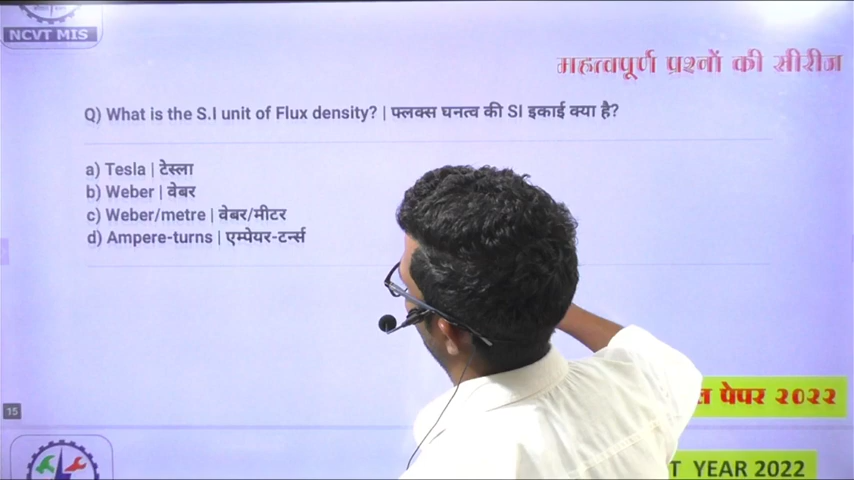 NCVT MIS
महत्वपूर्ण प्रश्नों की सीरीज
Q) What is the S.I unit of Flux density? | फ्लक्स घनत्व की SI इकाई क्या है?
a) Tesla | टेस्ला
b) Weber | वेबर
c) Weber/metre | वेबर/मीटर
d) Ampere-turns | एम्पेयर-टर्न्स
पेपर २०२२
15
YEAR 2022